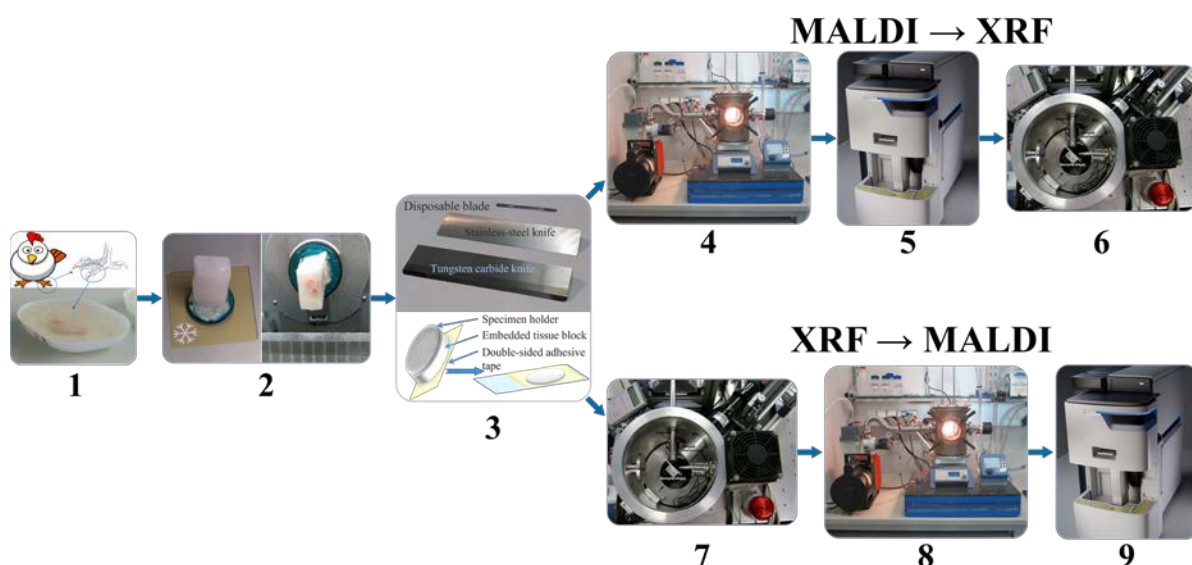 MALDI → XRF
4
5
6
Disposable blade
Stainless-steel knife
Tungsten carbide knife
Specimen holder
Embedded tissue block
Double-sided adhesive
tape
1
2
3
XRF → MALDI
7
8
9